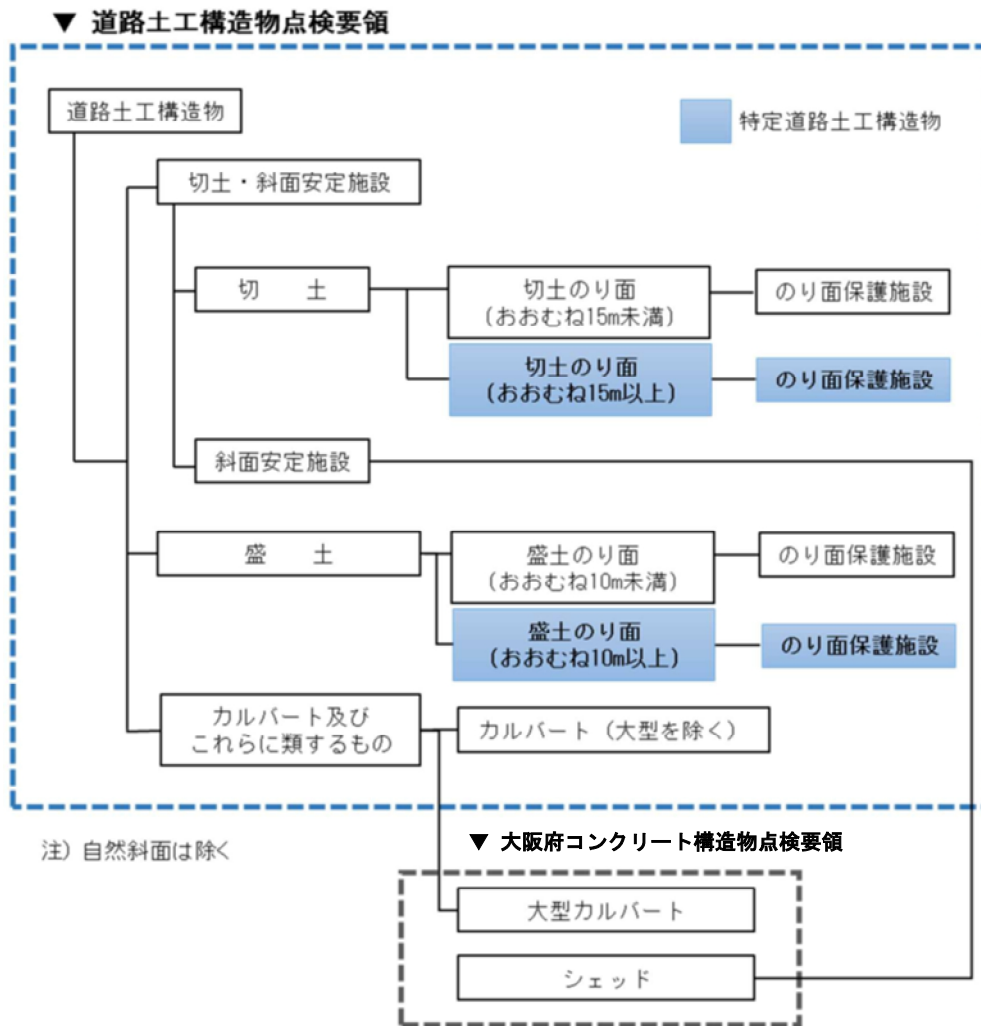 ▼ 道路土工構造物点検要領
道路土工構造物
特定道路土工構造物
切土・斜面安定施設
切　土
切土のり面
(おおむね15m未満)
のり面保護施設
切土のり面
(おおむね15m以上)
のり面保護施設
斜面安定施設
盛　土
盛土のり面
(おおむね10m未満)
のり面保護施設
盛土のり面
(おおむね10m以上)
のり面保護施設
カルバート及び
これらに類するもの
カルバート（大型を除く）
注）自然斜面は除く
▼ 大阪府コンクリート構造物点検要領
大型カルバート
シェッド